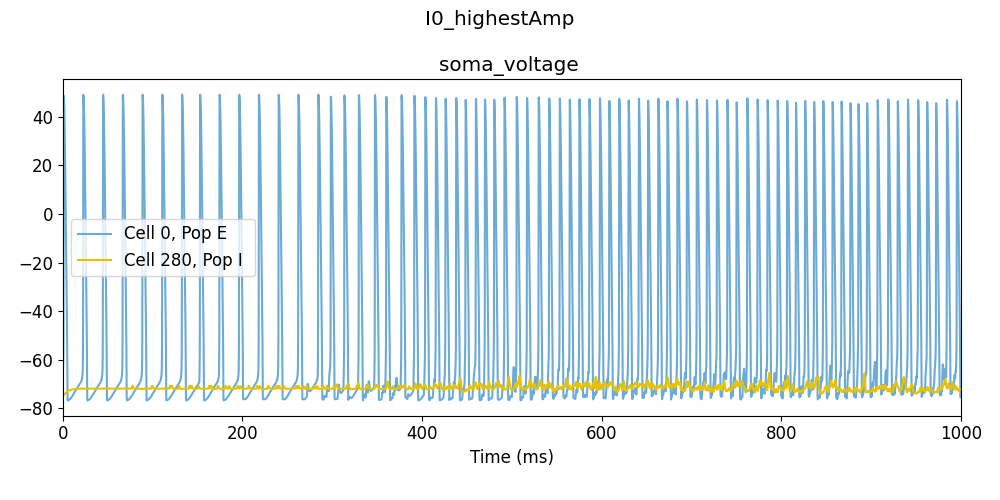 I0_highestAmp
soma_voltage
40
20
0
−20
−40
−60
−80
Cell 0, Pop E
Cell 280, Pop I
0 200 400 600 800 1000
Time (ms)